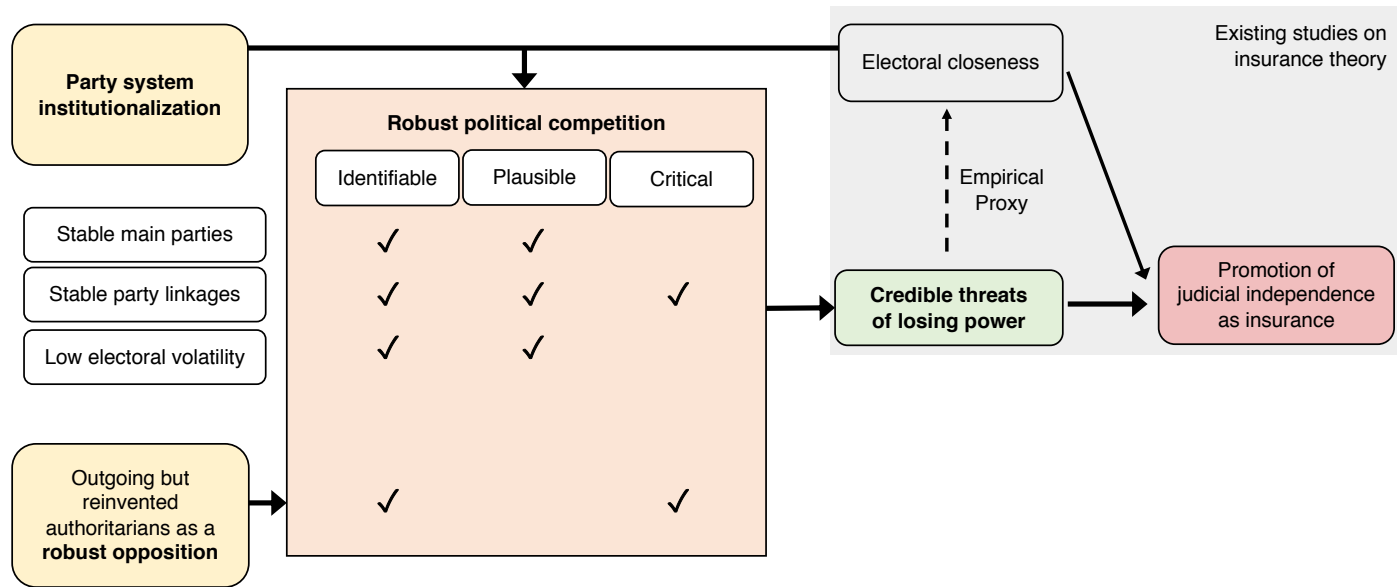 Party system
institutionalization
Robust political competition
Identifiable
Plausible
Critical
Stable main parties
✓ ✓
Stable party linkages
✓ ✓ ✓
Low electoral volatility
✓ ✓
Outgoing but
reinvented
authoritarians as a
robust opposition
✓ ✓
Existing studies on
insurance theory
Electoral closeness
Empirical
Proxy
Credible threats
of losing power
Promotion of
judicial independence
as insurance